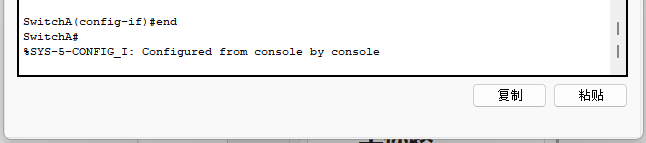 SwitchA(config-if)#end
SwitchA#
%SYS-5-CONFIG_I: Configured from console by console
复制
粘贴